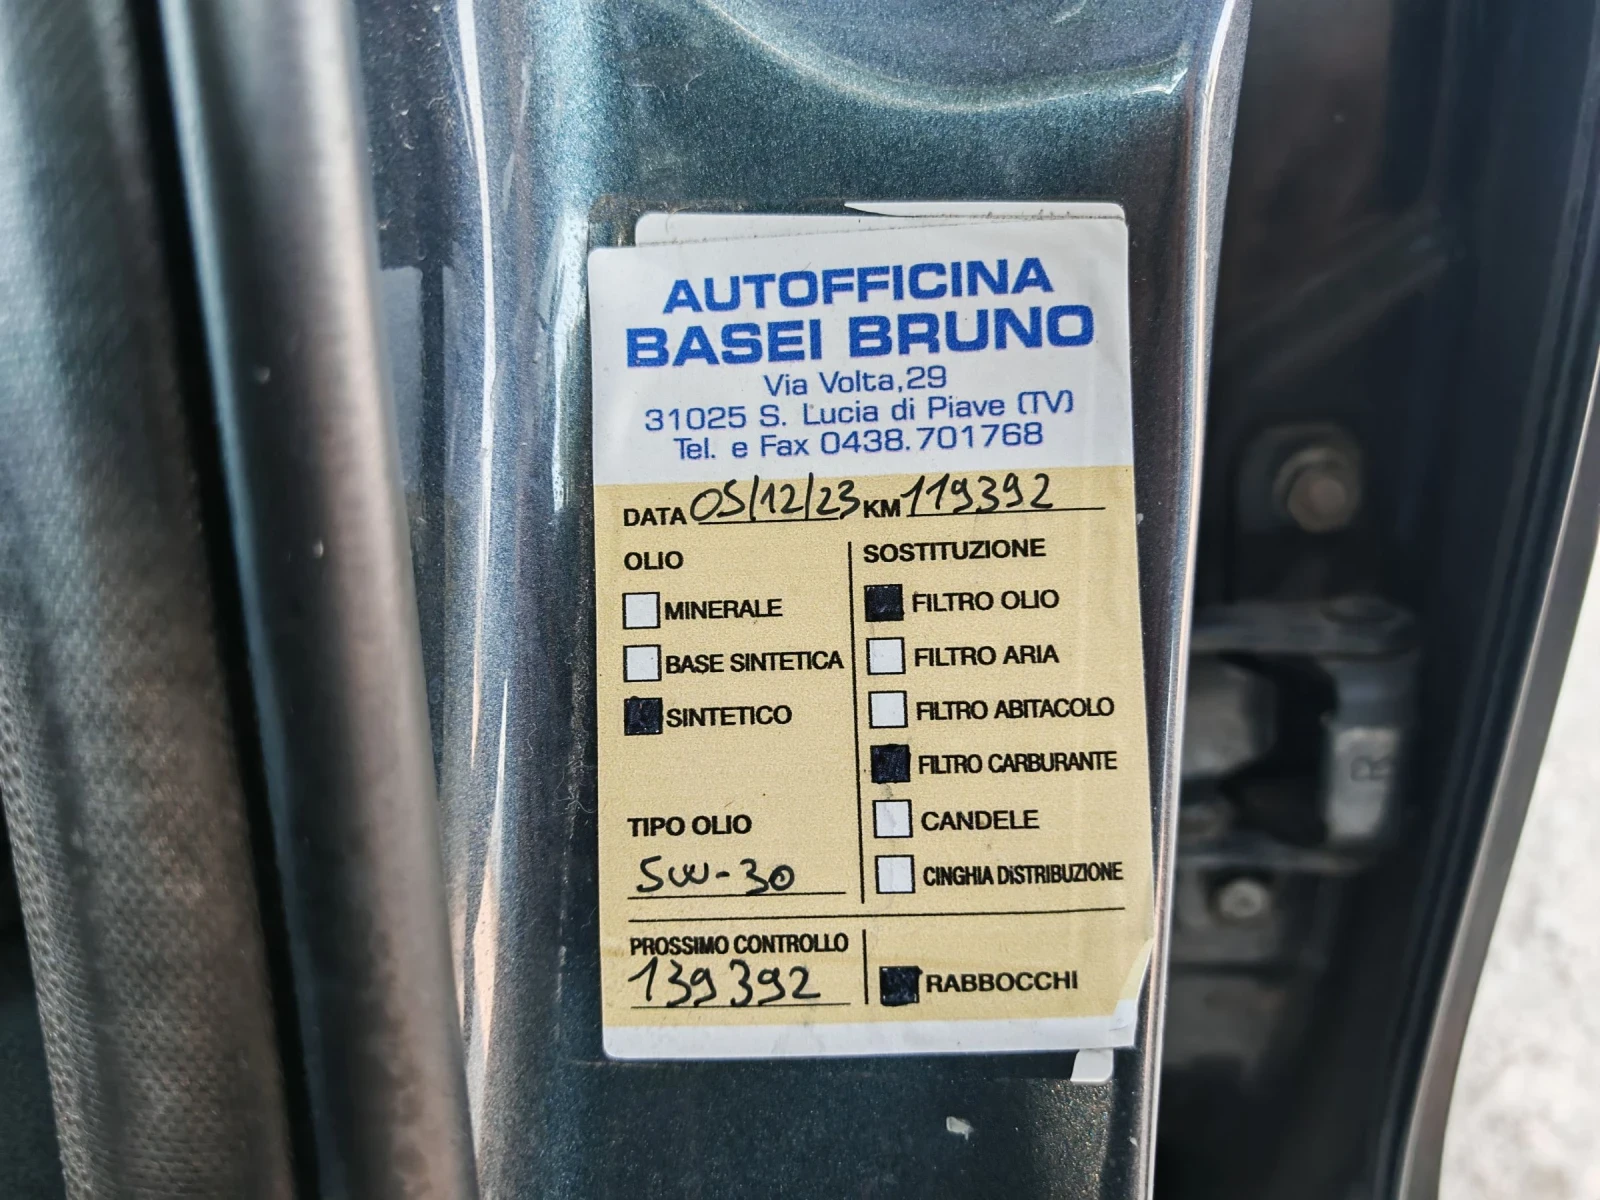 AUTOFFICINA
BASEI BRUNO
Via Volta,29
31025 S. Lucia di Piave (TV)
Tel. e Fax 0438.701768
DATA 05/12/23 KM 119392
OLIO
MINERALE
BASE SINTETICA
SINTETICO
TIPO OLIO
5W-30
SOSTITUZIONE
FILTRO OLIO
FILTRO ARIA
FILTRO ABITACOLO
FILTRO CARBURANTE
CANDELE
CINGHIA DiSTRIBUZIONE
PROSSIMO CONTROLLO
139392
RABBOCCHI
R